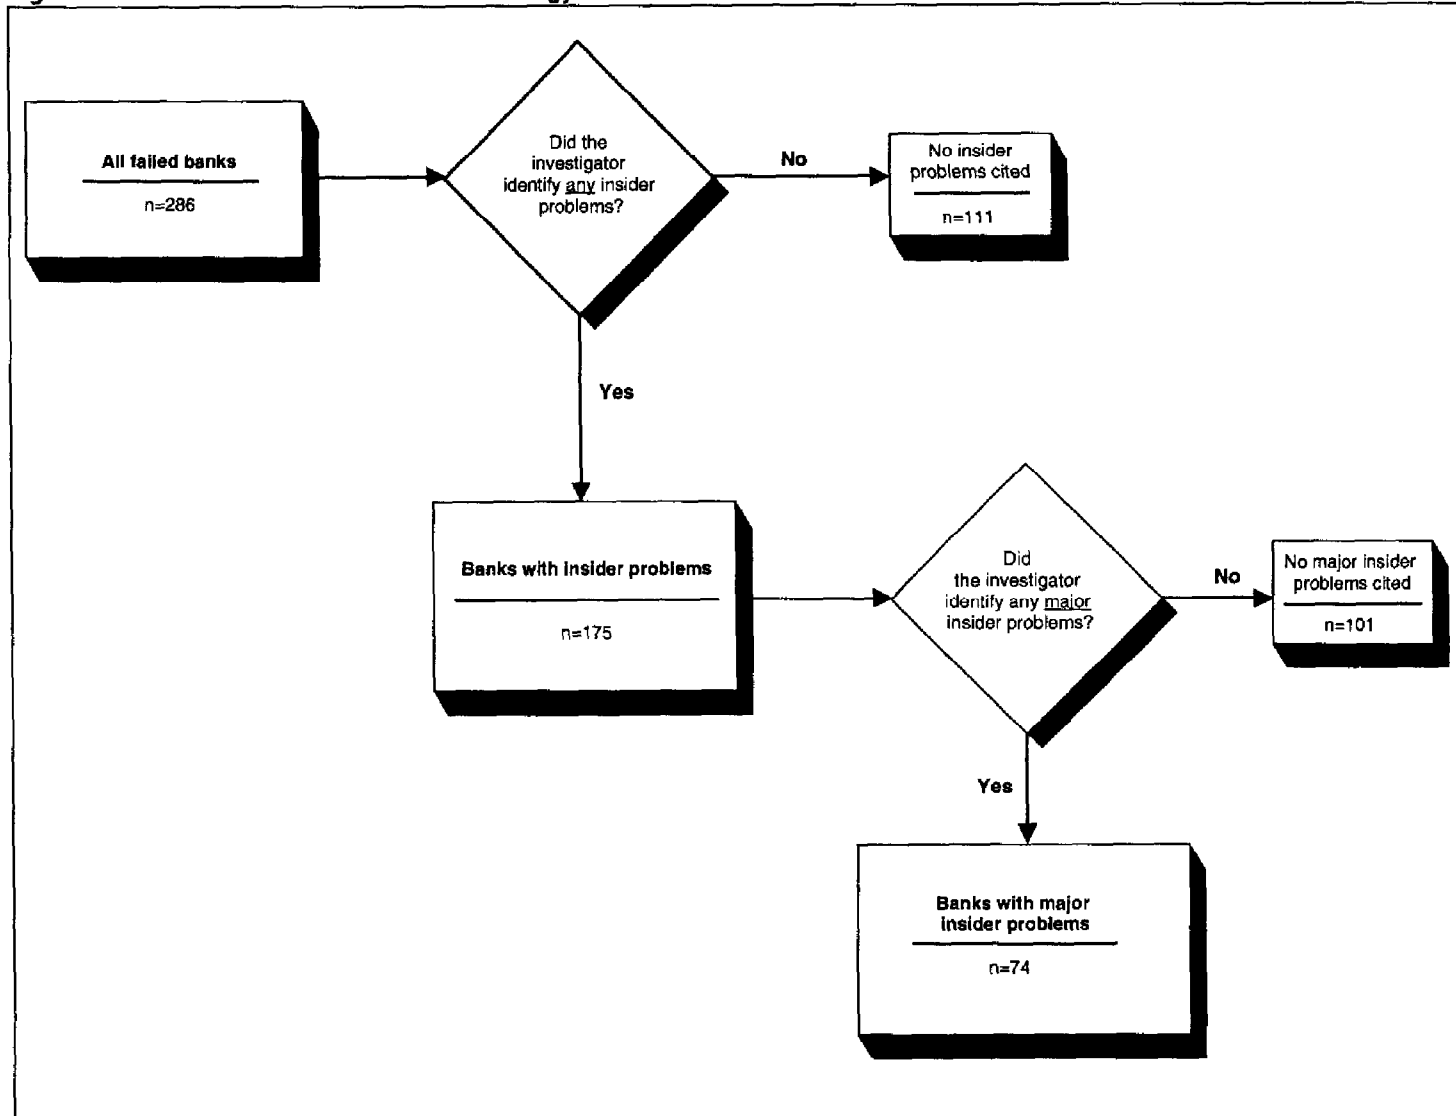 Did the
investigator
identify any insider
problems?
All failed banks
n=286
No
No insider
problems cited
n=111
Yes
Banks with insider problems
n=175
Did
the investigator
identify any major
insider problems?
No
No major insider
problems cited
n=101
Yes
Banks with major
insider problems
n=74